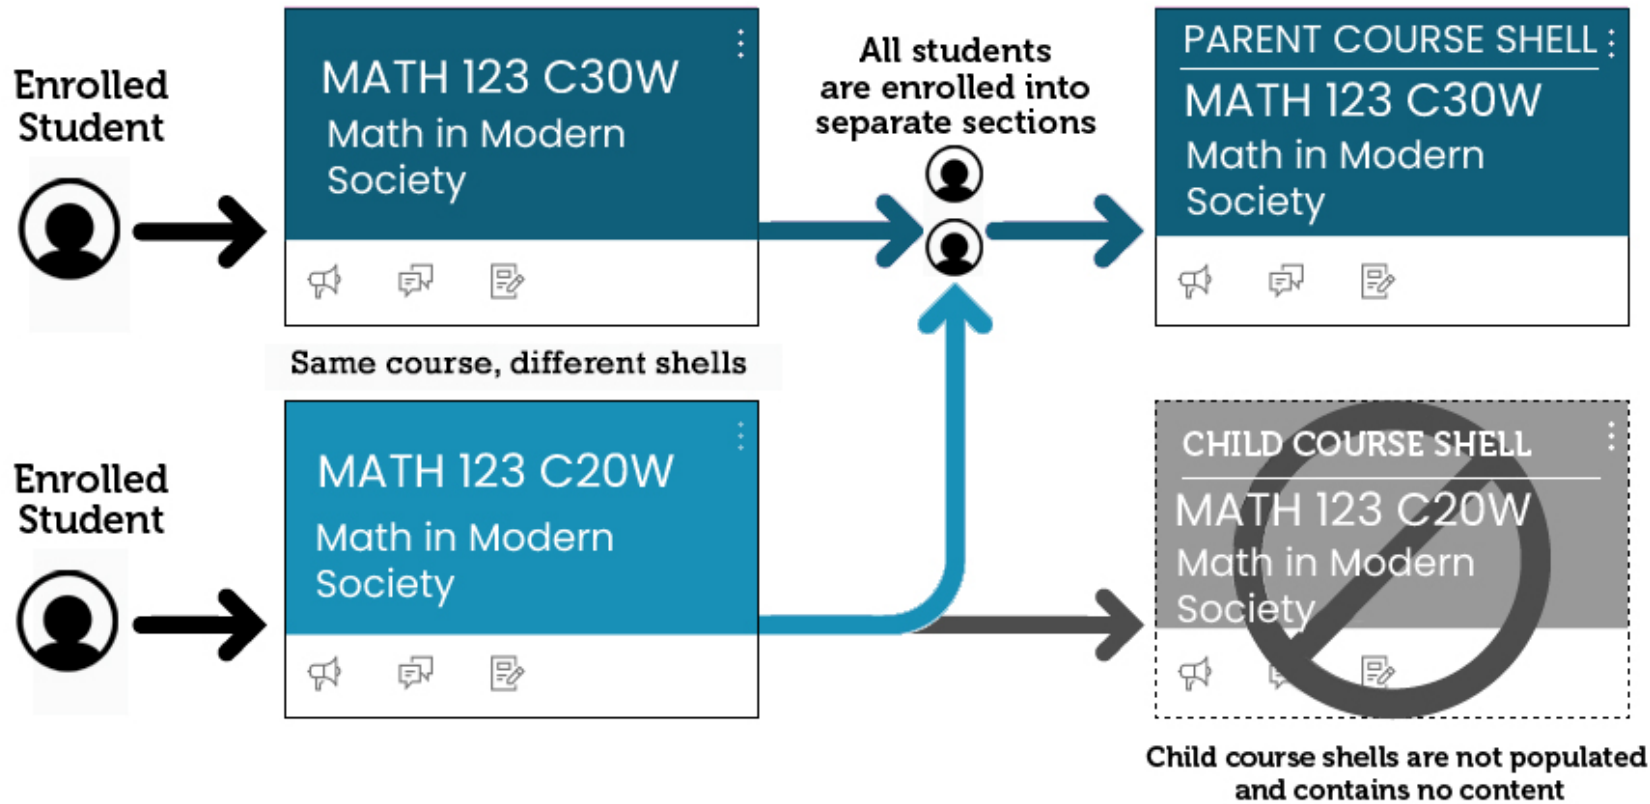 Enrolled
Student
MATH 123 C30W
Math in Modern
Society
All students
are enrolled into
separate sections
PARENT COURSE SHELL
MATH 123 C30W
Math in Modern
Society
Same course, different shells
Enrolled
Student
MATH 123 C20W
Math in Modern
Society
CHILD COURSE SHELL
MATH 123 C20W
Math in Modern
Society
Child course shells are not populated
and contains no content